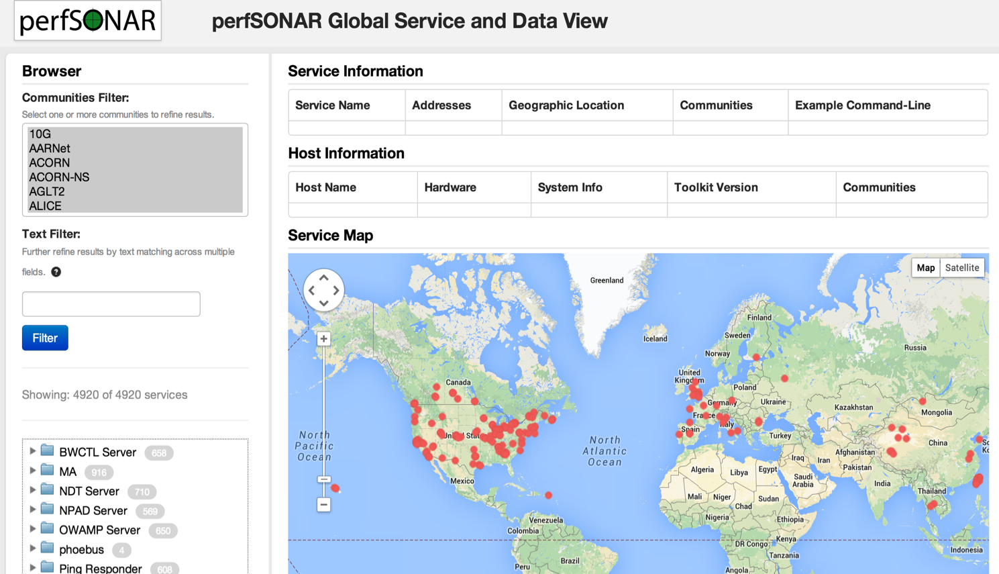 perfSONAR
perfSONAR Global Service and Data View
Browser
Communities Filter:
Select one or more communities to refine results.
10G
AARNet
ACORN
ACORN-NS
AGLT2
ALICE
Text Filter:
Further refine results by text matching across multiple
fields. ?
Filter
Showing: 4920 of 4920 services
BWCTL Server 658
MA 916
NDT Server 710
NPAD Server 569
OWAMP Server 650
phoebus 4
Ping Responder 608
Service Information
Service Name Addresses Geographic Location Communities Example Command-Line
Host Information
Host Name Hardware System Info Toolkit Version Communities
Service Map
Map Satellite
Greenland
Finland
Sweden
Iceland
Norway
Russia
United
Kingdom
Canada
Poland
Germany
Ukraine
Kazakhstan
Mongolia
France
Italy
Spain
North
Pacific
Ocean
United Stat
North
Atlantic
Ocean
Turkey
China
Afghanistan
Iraq
Iran
Pakistan
Algeria
Libya
Egypt
Saudi
Arabia
Mexico
India
Thailand
Mali
Niger
Sudan
Chad
Nigeria
Ethiopia
Venezuela
Colombia
Kenya
DR Congo
Tanzania
Indonesia
Brazil
Peru
Angola